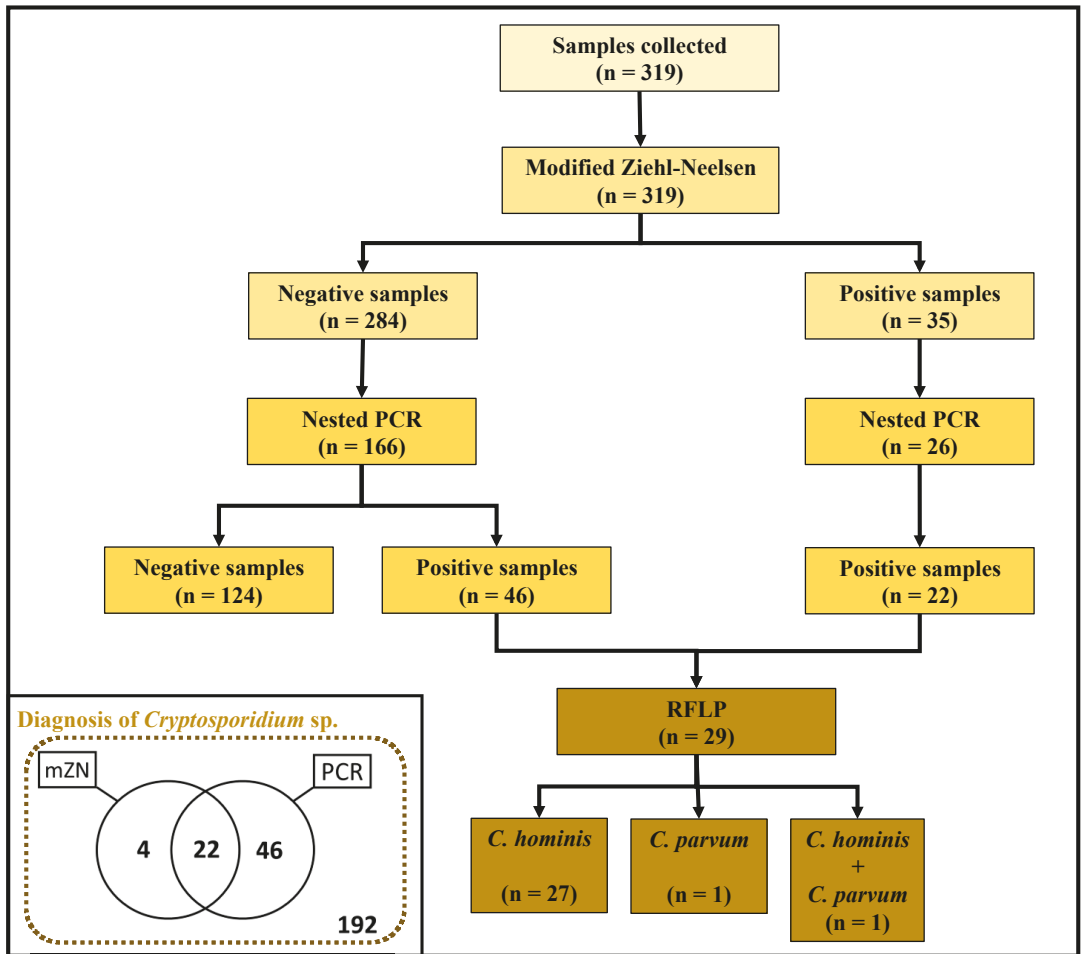 Samples collected
(n = 319)
Modified Ziehl-Neelsen
(n = 319)
Negative samples
(n = 284)
Positive samples
(n = 35)
Nested PCR
(n = 166)
Nested PCR
(n = 26)
Negative samples
(n = 124)
Positive samples
(n = 46)
Positive samples
(n = 22)
RFLP
(n = 29)
C. hominis
(n = 27)
C. parvum
(n = 1)
C. hominis
+
C. parvum
(n = 1)
Diagnosis of Cryptosporidium sp.
mZN
PCR
4
22
46
192